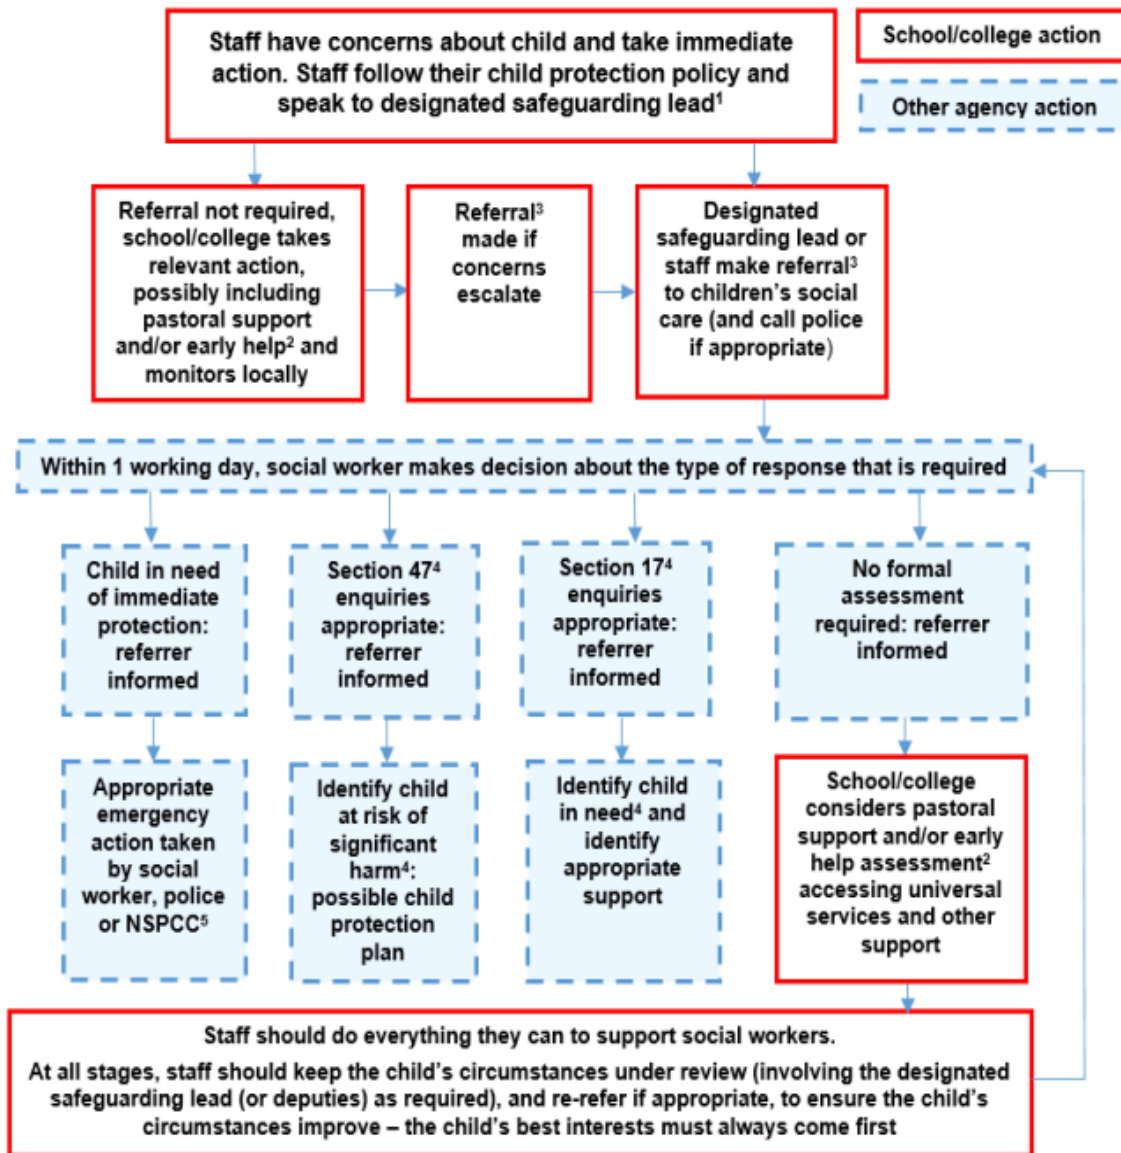 Staff have concerns about child and take immediate
action. Staff follow their child protection policy and
speak to designated safeguarding lead¹
School/college action
Other agency action
Referral not required,
school/college takes
relevant action,
possibly including
pastoral support
and/or early help² and
monitors locally
Referral³
made if
concerns
escalate
Designated
safeguarding lead or
staff make referral³
to children's social
care (and call police
if appropriate)
Within 1 working day, social worker makes decision about the type of response that is required
Child in need
of immediate
protection:
referrer
informed
Section 47⁴
enquiries
appropriate:
referrer
informed
Section 17⁴
enquiries
appropriate:
referrer
informed
No formal
assessment
required: referrer
informed
Appropriate
emergency
action taken
by social
worker, police
or NSPCC⁵
Identify child
at risk of
significant
harm⁴:
possible child
protection
plan
Identify child
in need⁴ and
identify
appropriate
support
School/college
considers pastoral
support and/or early
help assessment²
accessing universal
services and other
support
Staff should do everything they can to support social workers.
At all stages, staff should keep the child's circumstances under review (involving the designated
safeguarding lead (or deputies) as required), and re-refer if appropriate, to ensure the child's
circumstances improve – the child's best interests must always come first